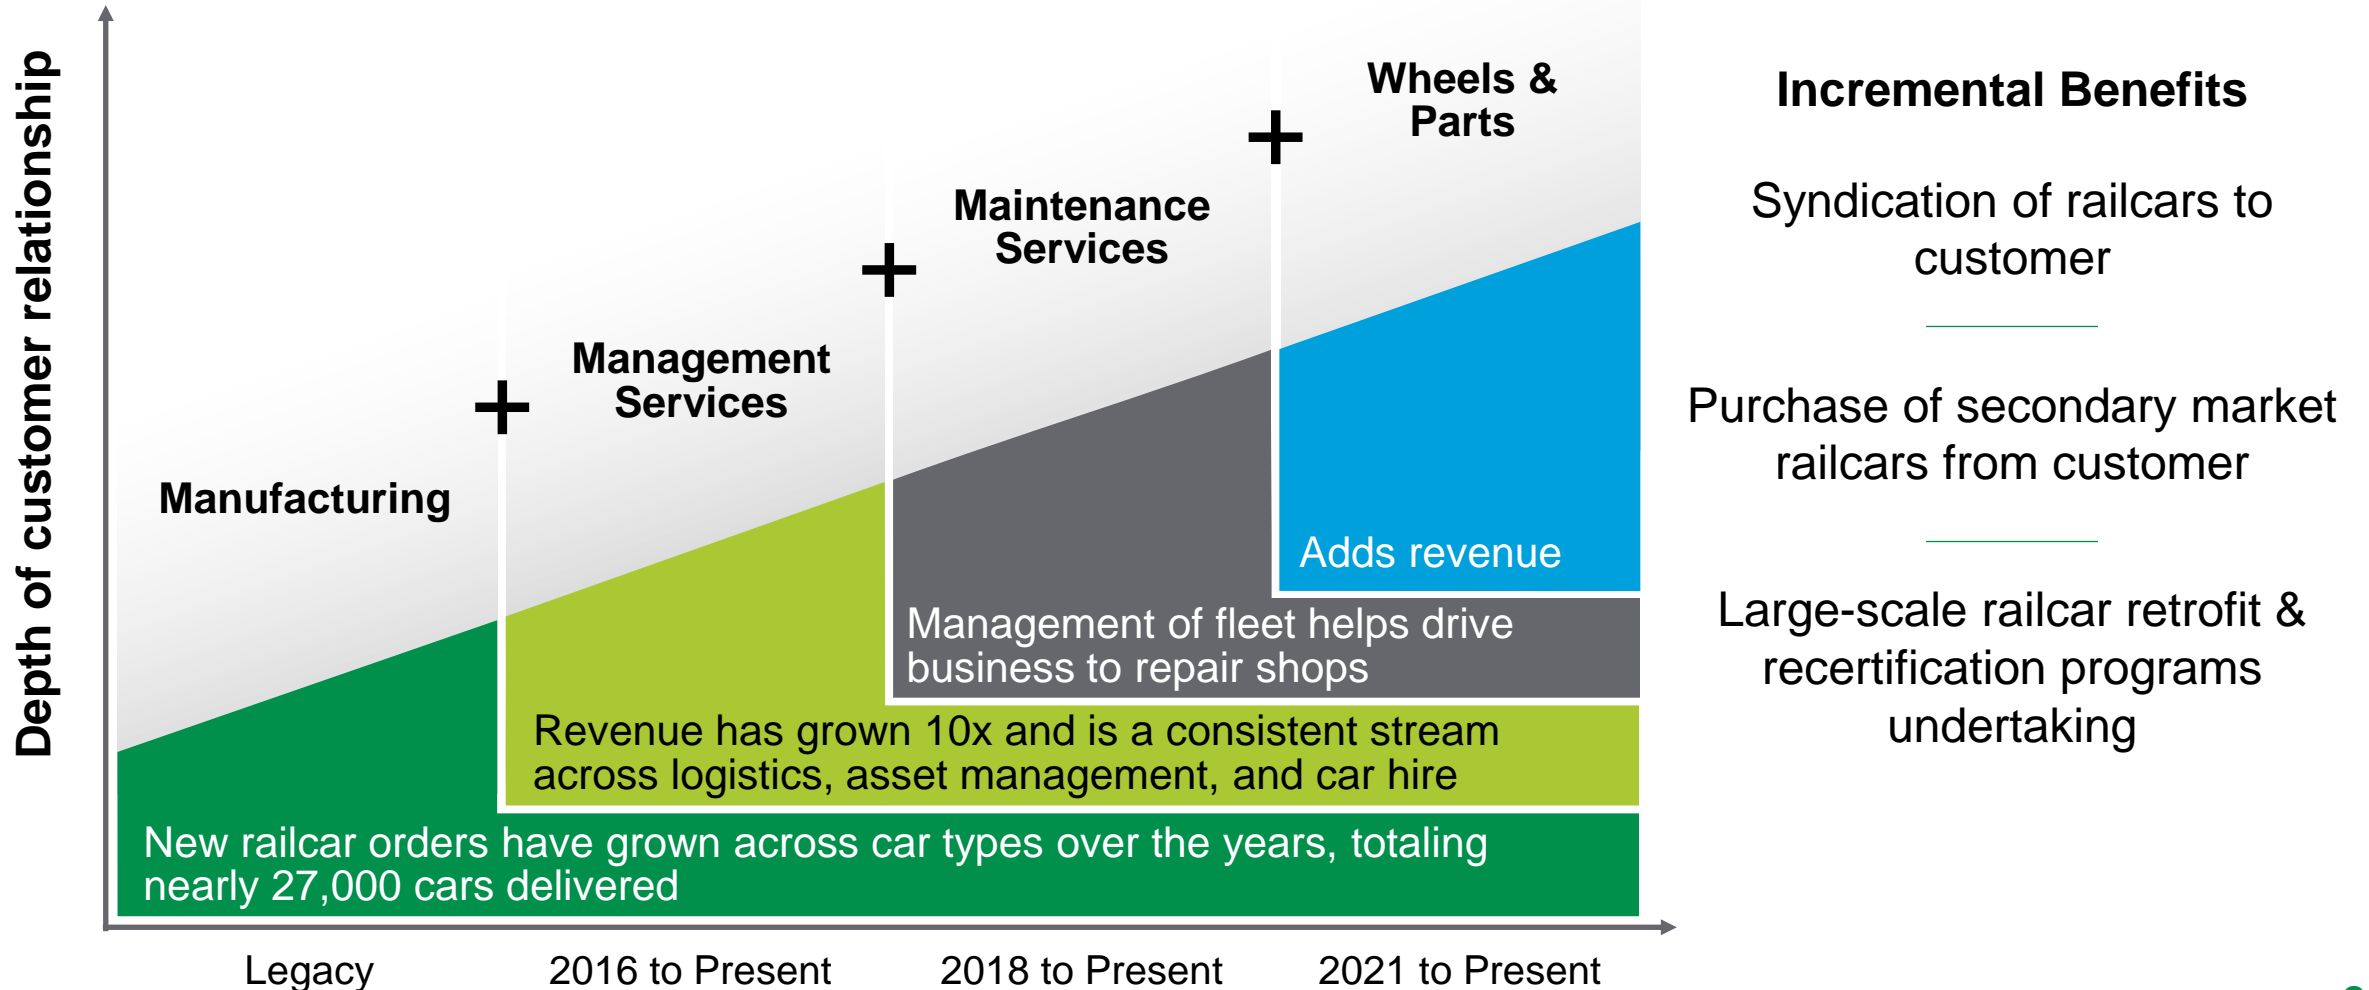 Depth of customer relationship
Manufacturing
+
Management
Services
+
Maintenance
Services
+
Wheels &
Parts
Adds revenue
Management of fleet helps drive
business to repair shops
Revenue has grown 10x and is a consistent stream
across logistics, asset management, and car hire
New railcar orders have grown across car types over the years, totaling
nearly 27,000 cars delivered
Legacy
2016 to Present
2018 to Present
2021 to Present
Incremental Benefits
Syndication of railcars to
customer
Purchase of secondary market
railcars from customer
Large-scale railcar retrofit &
recertification programs
undertaking